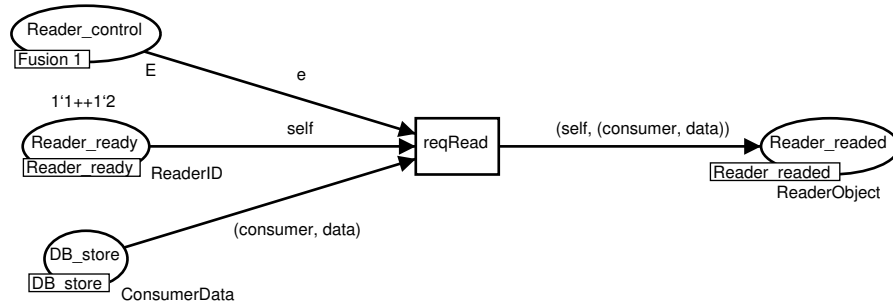 Reader_control
Fusion 1
E
e
1`1++1`2
Reader_ready
Reader_ready
ReaderID
self
reqRead
(self, (consumer, data))
Reader_readed
Reader_readed
ReaderObject
(consumer, data)
DB_store
DB_store
ConsumerData